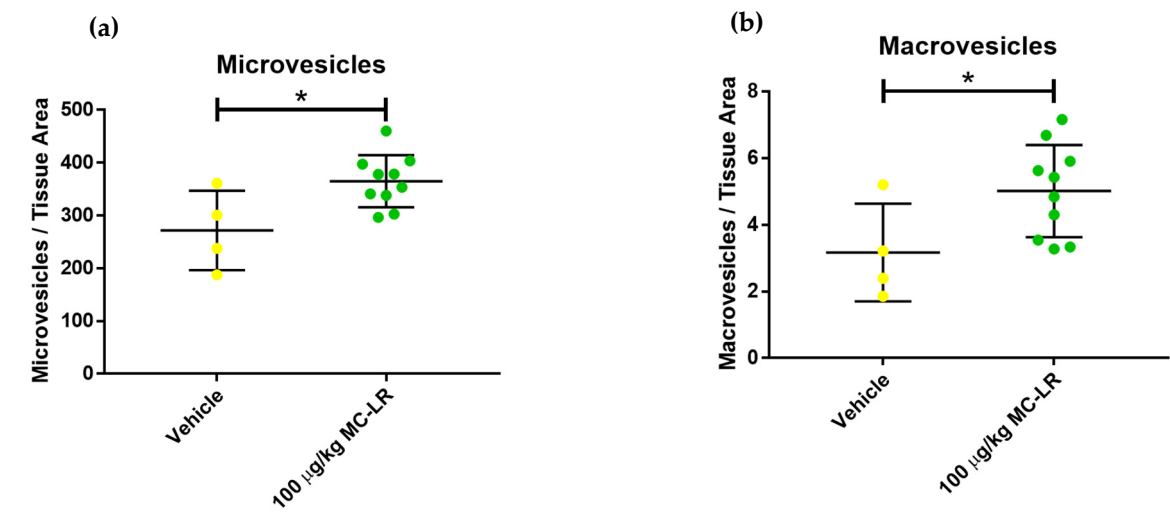 (a)
Microvesicles
*
Microvesicles / Tissue Area
500
400
300
200
100
0
Vehicle
100 μg/kg MC-LR
(b)
Macrovesicles
*
Macrovesicles / Tissue Area
8
6
4
2
0
Vehicle
100 μg/kg MC-LR